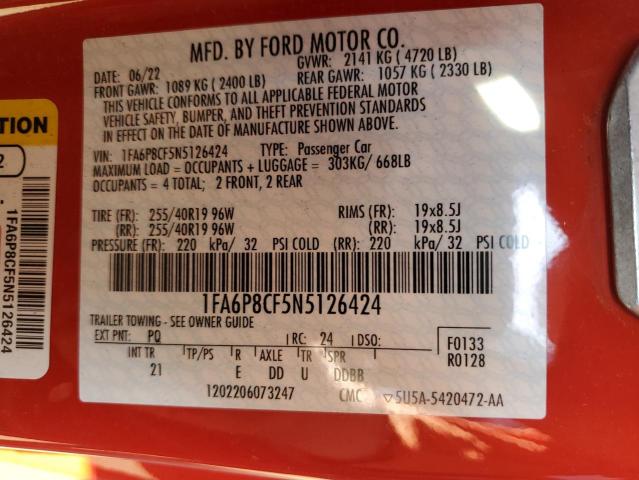 MFD. BY FORD MOTOR CO.
DATE: 06/22 GVWR: 2141 KG ( 4720 LB)
FRONT GAWR: 1089 KG ( 2400 LB) REAR GAWR: 1057 KG ( 2330 LB)
THIS VEHICLE CONFORMS TO ALL APPLICABLE FEDERAL MOTOR
VEHICLE SAFETY, BUMPER, AND THEFT PREVENTION STANDARDS
IN EFFECT ON THE DATE OF MANUFACTURE SHOWN ABOVE.
VIN: 1FA6P8CF5N5126424 TYPE: Passenger Car
MAXIMUM LOAD = OCCUPANTS + LUGGAGE = 303KG/ 668LB
OCCUPANTS = 4 TOTAL; 2 FRONT, 2 REAR
TIRE (FR): 255/40R19 96W RIMS (FR): 19x8.5J
(RR): 255/40R19 96W (RR): 19x8.5J
PRESSURE (FR): 220 kPa/ 32 PSI COLD (RR): 220 kPa/ 32 PSI COLD
1FA6P8CF5N5126424
TRAILER TOWING - SEE OWNER GUIDE
EXT PNT: PQ RC: 24 DSO: F0133
INT TR TP/PS R AXLE TR SPR R0128
21 E DD U DDBB
1202206073247 CMC ▽5U5A-5420472-AA
TION
2
1FA6P8CF5N5126424